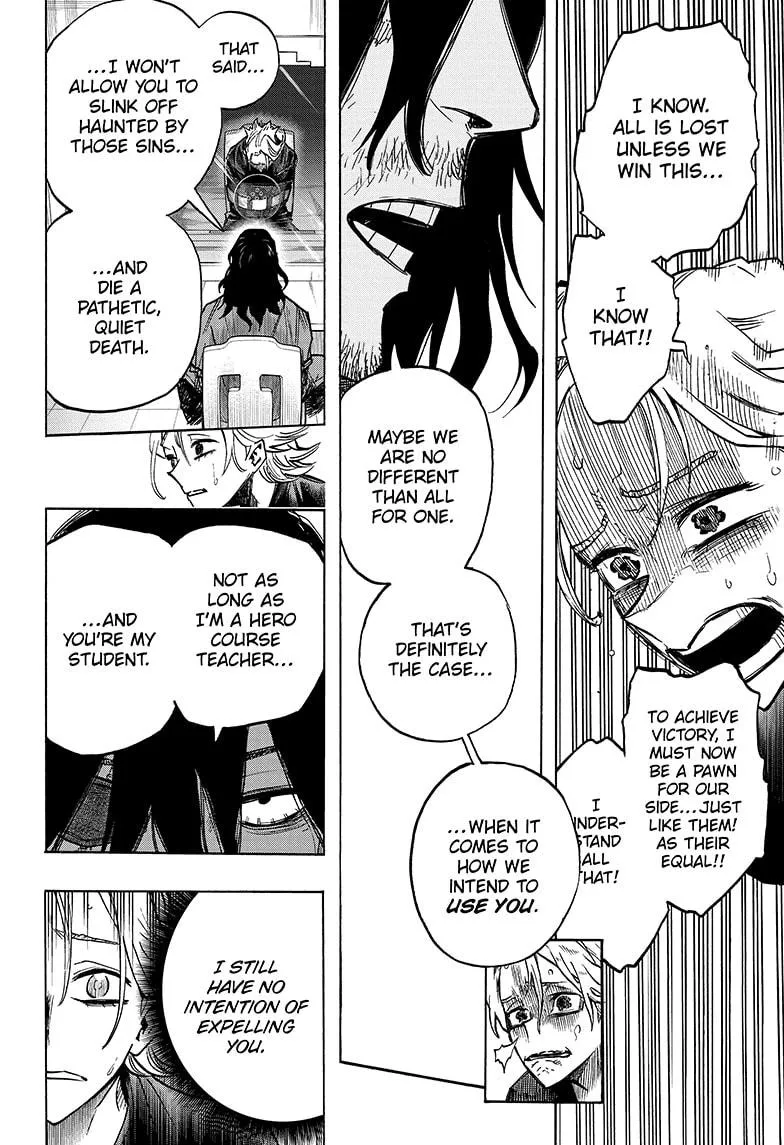 I KNOW.
ALL IS LOST
UNLESS WE
WIN THIS...
I
KNOW
THAT!!
TO ACHIEVE
VICTORY, I
MUST NOW
BE A PAWN
FOR OUR
SIDE...JUST
LIKE THEM!
AS THEIR
EQUAL!!
I
UNDER-
STAND
ALL
THAT!
MAYBE WE
ARE NO
DIFFERENT
THAN ALL
FOR ONE.
THAT'S
DEFINITELY
THE CASE...
...WHEN IT
COMES TO
HOW WE
INTEND TO
USE YOU.
THAT
SAID...
...I WON'T
ALLOW YOU TO
SLINK OFF
HAUNTED BY
THOSE SINS...
...AND
DIE A
PATHETIC,
QUIET
DEATH.
NOT AS
LONG AS
I'M A HERO
COURSE
TEACHER...
...AND
YOU'RE MY
STUDENT.
I STILL
HAVE NO
INTENTION OF
EXPELLING
YOU.